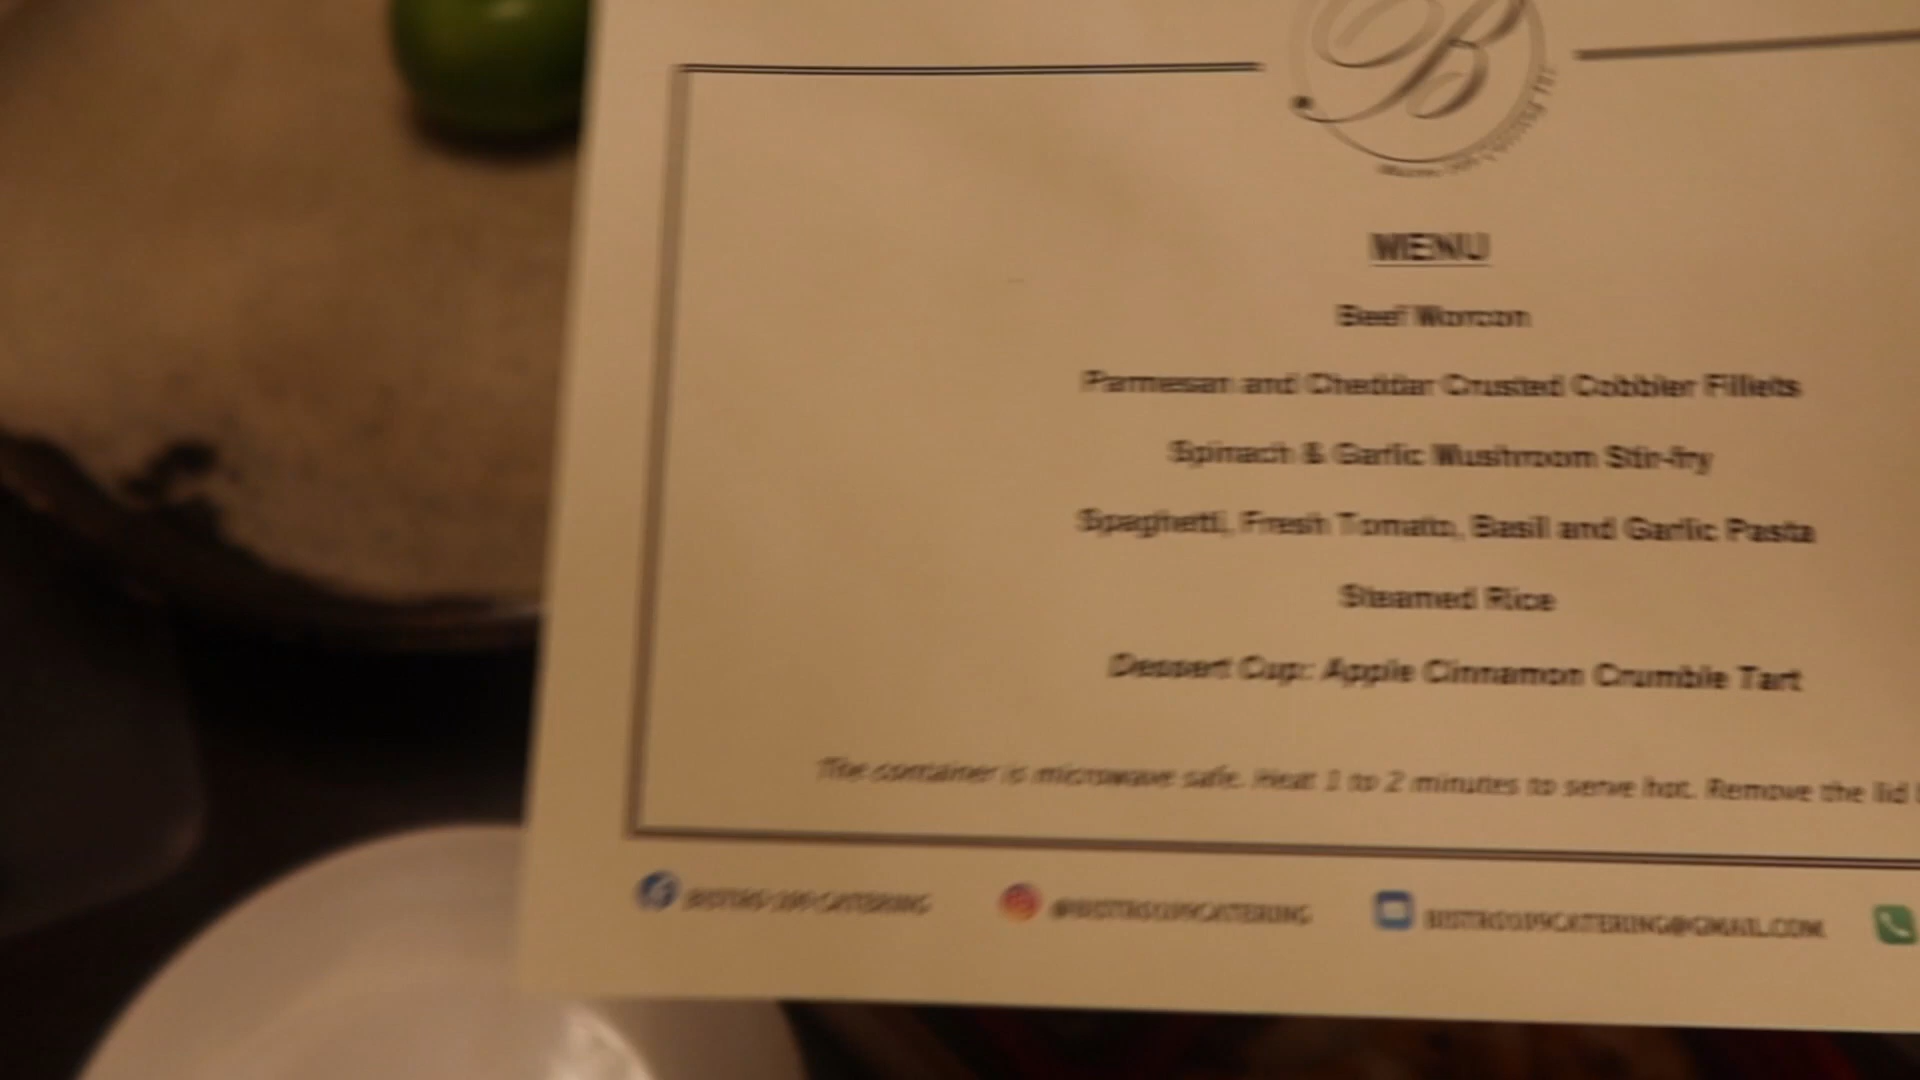 B
MENU
Beef Morcon
Parmesan and Cheddar Crusted Cobbler Fillets
Spinach & Garlic Mushroom Stir-fry
Spaghetti, Fresh Tomato, Basil and Garlic Pasta
Steamed Rice
Dessert Cup: Apple Cinnamon Crumble Tart
The container is microwave safe. Heat 1 to 2 minutes to serve hot. Remove the lid